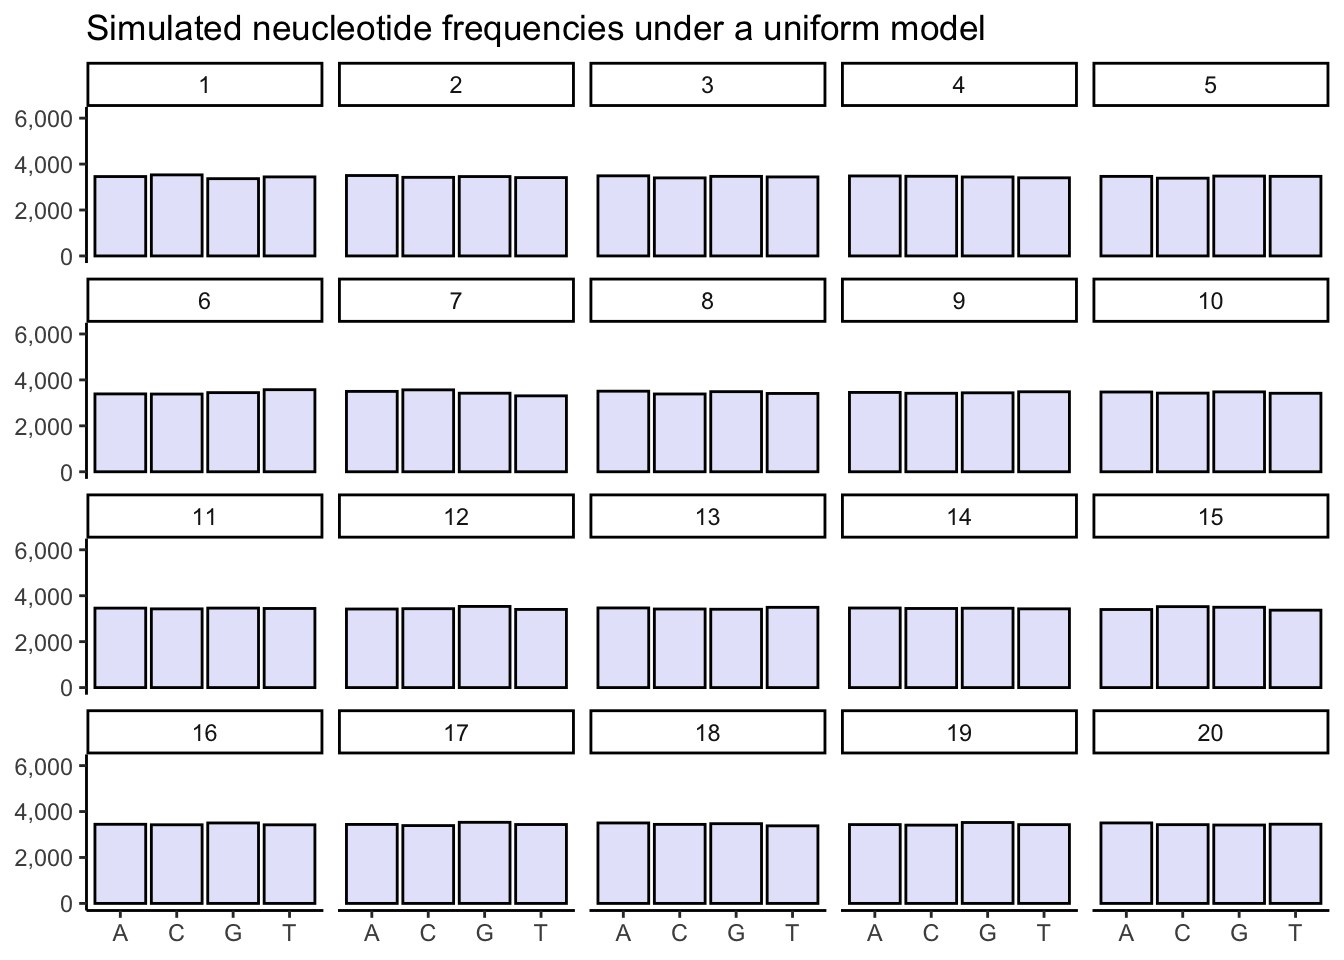 Simulated neucleotide frequencies under a uniform model
1 2 3 4 5
6,000
4,000
2,000
0
6 7 8 9 10
6,000
4,000
2,000
0
11 12 13 14 15
6,000
4,000
2,000
0
16 17 18 19 20
6,000
4,000
2,000
0
A C G T A C G T A C G T A C G T A C G T